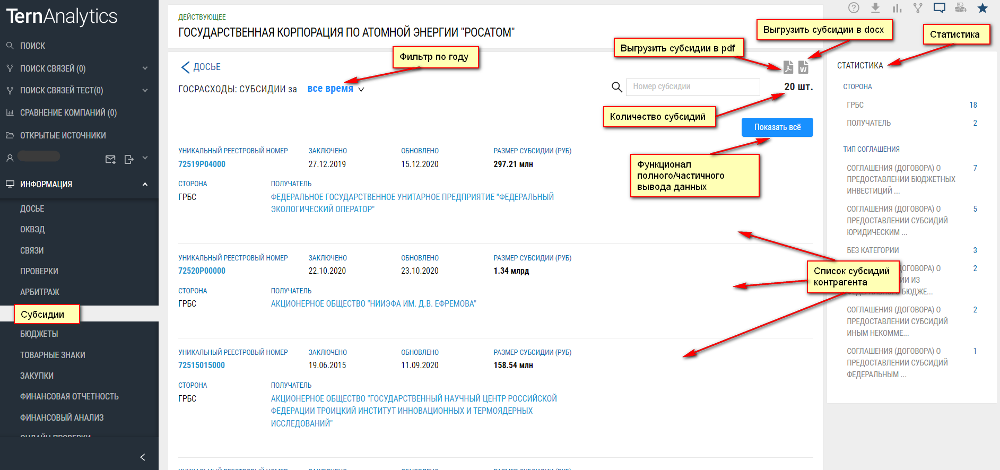 TernAnalytics
ПОИСК
ПОИСК СВЯЗЕЙ (0)
ПОИСК СВЯЗЕЙ ТЕСТ(0)
СРАВНЕНИЕ КОМПАНИЙ (0)
ОТКРЫТЫЕ ИСТОЧНИКИ
ИНФОРМАЦИЯ
ДОСЬЕ
ОКВЭД
СВЯЗИ
ПРОВЕРКИ
АРБИТРАЖ
Субсидии
БЮДЖЕТЫ
ТОВАРНЫЕ ЗНАКИ
ЗАКУПКИ
ФИНАНСОВАЯ ОТЧЕТНОСТЬ
ФИНАНСОВЫЙ АНАЛИЗ
ОНЛАЙН ПРОВЕРКИ
ДЕЙСТВУЮЩЕЕ
ГОСУДАРСТВЕННАЯ КОРПОРАЦИЯ ПО АТОМНОЙ ЭНЕРГИИ "РОСАТОМ"
Выгрузить субсидии в docx
Выгрузить субсидии в pdf
Фильтр по году
ДОСЬЕ
ГОСРАСХОДЫ: СУБСИДИИ за все время
Номер субсидии
20 шт.
Количество субсидий
Показать всё
Функционал
полного/частичного
вывода данных
УНИКАЛЬНЫЙ РЕЕСТРОВЫЙ НОМЕР ЗАКЛЮЧЕНО ОБНОВЛЕНО РАЗМЕР СУБСИДИИ (РУБ)
72519P04000 27.12.2019 15.12.2020 297.21 млн
СТОРОНА ПОЛУЧАТЕЛЬ
ГРБС ФЕДЕРАЛЬНОЕ ГОСУДАРСТВЕННОЕ УНИТАРНОЕ ПРЕДПРИЯТИЕ "ФЕДЕРАЛЬНЫЙ
ЭКОЛОГИЧЕСКИЙ ОПЕРАТОР"
УНИКАЛЬНЫЙ РЕЕСТРОВЫЙ НОМЕР ЗАКЛЮЧЕНО ОБНОВЛЕНО РАЗМЕР СУБСИДИИ (РУБ)
72520P00000 22.10.2020 23.10.2020 1.34 млрд
СТОРОНА ПОЛУЧАТЕЛЬ
ГРБС АКЦИОНЕРНОЕ ОБЩЕСТВО "НИИЭФА ИМ. Д.В. ЕФРЕМОВА"
УНИКАЛЬНЫЙ РЕЕСТРОВЫЙ НОМЕР ЗАКЛЮЧЕНО ОБНОВЛЕНО РАЗМЕР СУБСИДИИ (РУБ)
72515015000 19.06.2015 11.09.2020 158.54 млн
СТОРОНА ПОЛУЧАТЕЛЬ
ГРБС АКЦИОНЕРНОЕ ОБЩЕСТВО "ГОСУДАРСТВЕННЫЙ НАУЧНЫЙ ЦЕНТР РОССИЙСКОЙ
ФЕДЕРАЦИИ ТРОИЦКИЙ ИНСТИТУТ ИННОВАЦИОННЫХ И ТЕРМОЯДЕРНЫХ
ИССЛЕДОВАНИЙ"
Список субсидий
контрагента
Статистика
СТАТИСТИКА
СТОРОНА
ГРБС 18
ПОЛУЧАТЕЛЬ 2
ТИП СОГЛАШЕНИЯ
СОГЛАШЕНИЯ (ДОГОВОРА) О 7
ПРЕДОСТАВЛЕНИИ БЮДЖЕТНЫХ
ИНВЕСТИЦИЙ ...
СОГЛАШЕНИЯ (ДОГОВОРА) О 5
ПРЕДОСТАВЛЕНИИ СУБСИДИЙ
ЮРИДИЧЕСКИМ ...
БЕЗ КАТЕГОРИИ 3
О 2
ИЗ
БЮДЖЕ...
СОГЛАШЕНИЯ (ДОГОВОРА) О 2
ПРЕДОСТАВЛЕНИИ СУБСИДИЙ
ИНЫМ НЕКОММЕ...
СОГЛАШЕНИЯ (ДОГОВОРА) О 1
ПРЕДОСТАВЛЕНИИ СУБСИДИЙ
ФЕДЕРАЛЬНЫМ ...